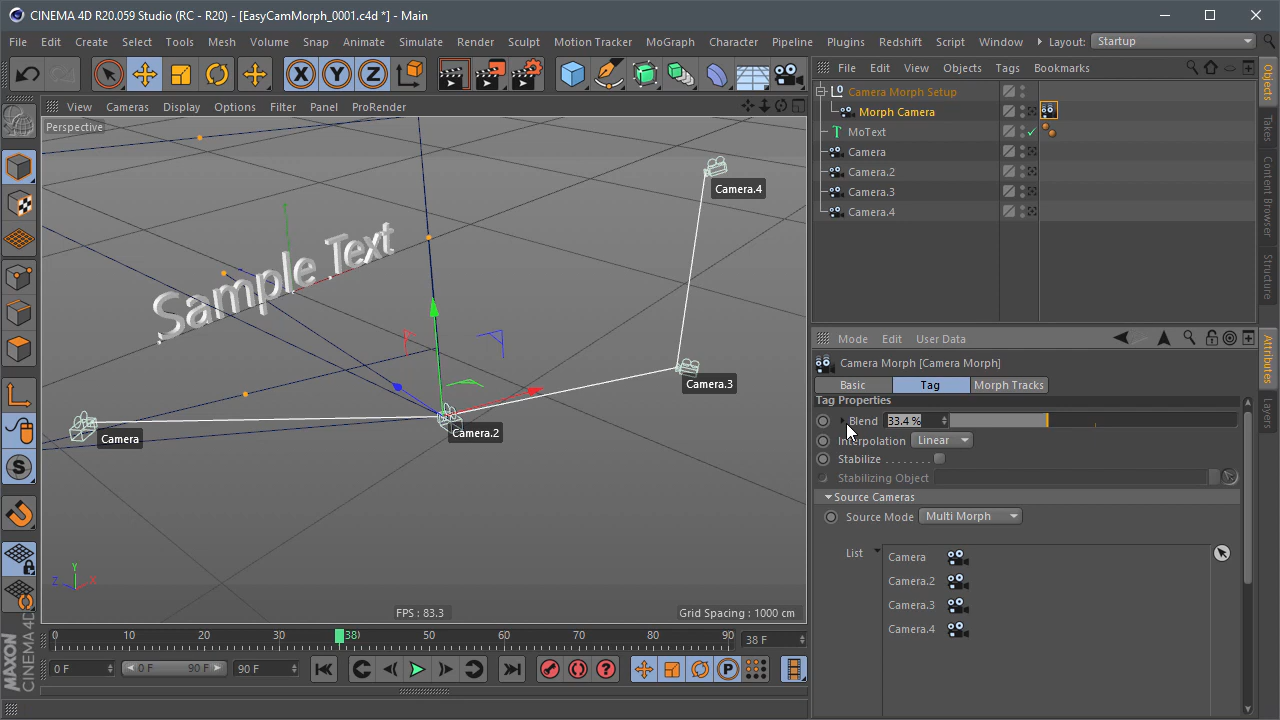 CINEMA 4D R20.059 Studio (RC - R20) - [EasyCamMorph_0001.c4d *] - Main
File Edit Create Select Tools Mesh Volume Snap Animate Simulate Render Sculpt Motion Tracker MoGraph Character Pipeline Plugins Redshift Script Window Layout: Startup
X Y Z
View Cameras Display Options Filter Panel ProRender
File Edit View Objects Tags Bookmarks
Perspective
Camera Morph Setup
Morph Camera
MoText
Camera
Camera.2
Camera.3
Camera.4
Objects
Takes
Content Browser
Structure
Camera.4
Sample Text
Camera.3
Camera
Camera.2
Y
Z X
FPS : 83.3
Grid Spacing : 1000 cm
Mode Edit User Data
Camera Morph [Camera Morph]
Basic Tag Morph Tracks
Tag Properties
Blend 33.4 %
Interpolation Linear
Stabilize . . . . . . . .
Stabilizing Object
Source Cameras
Source Mode Multi Morph
List
Camera
Camera.2
Camera.3
Camera.4
Attributes
Layers
0 10 20 30 38) 50 60 70 80 90 38 F
0 F 0 F 90 F 90 F
P
S
MAXON
CINEMA 4D